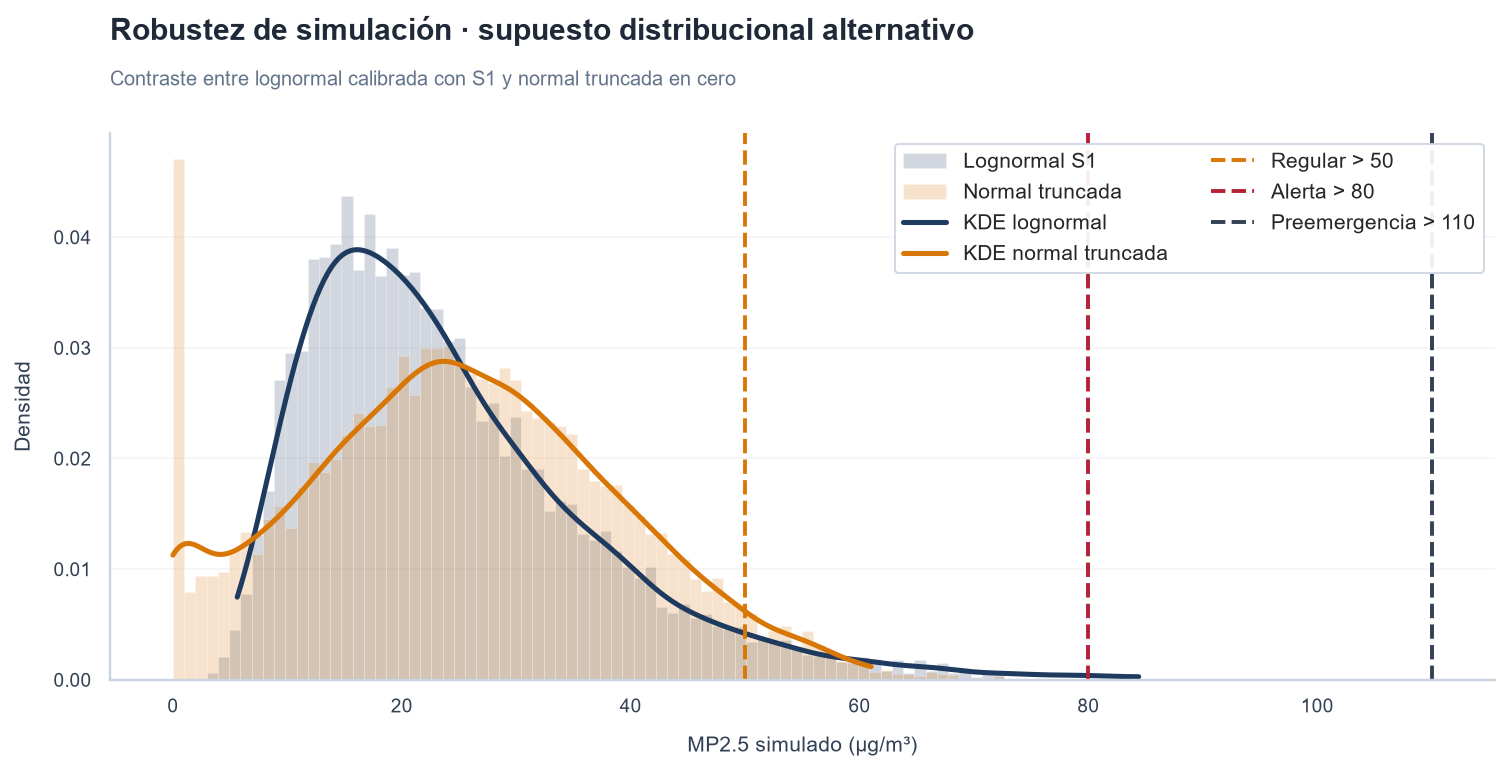 Robustez de simulación · supuesto distribucional alternativo
Contraste entre lognormal calibrada con S1 y normal truncada en cero
Lognormal S1
Normal truncada
KDE lognormal
KDE normal truncada
Regular > 50
Alerta > 80
Preemergencia > 110
Densidad
0.04
0.03
0.02
0.01
0.00
0
20
40
60
80
100
MP2.5 simulado (µg/m³)